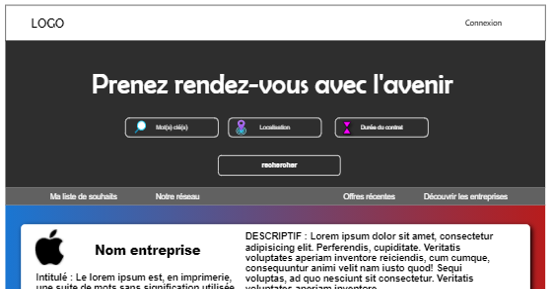 LOGO
Connexion
Prenez rendez-vous avec l'avenir
Mot(s)-clé(s)
Localisation
Durée du contrat
rechercher
Ma liste de souhaits
Notre réseau
Offres récentes
Découvrir les entreprises
Nom entreprise
Intitulé : Le lorem ipsum est, en imprimerie,
une suite de mots sans signification utilisée
DESCRIPTIF : Lorem ipsum dolor sit amet, consectetur
adipisicing elit. Perferendis, cupiditate. Veritatis
voluptates aperiam inventore reiciendis, cum cumque,
consequuntur animi velit nam iusto quod! Sequi
voluptas, ad quo nesciunt sit consectetur. Veritatis
voluptates aperiam inventore